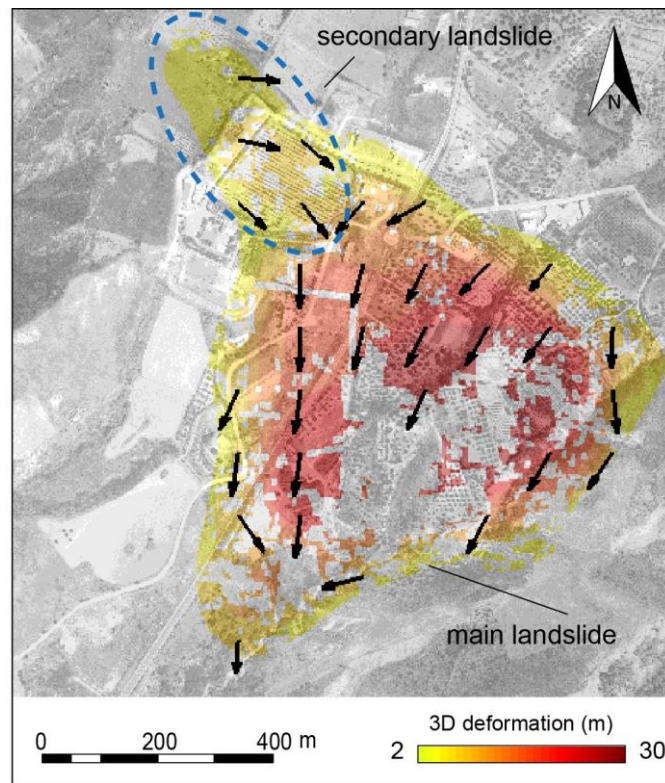 secondary landslide
N
main landslide
0 200 400 m
3D deformation (m)
2 30